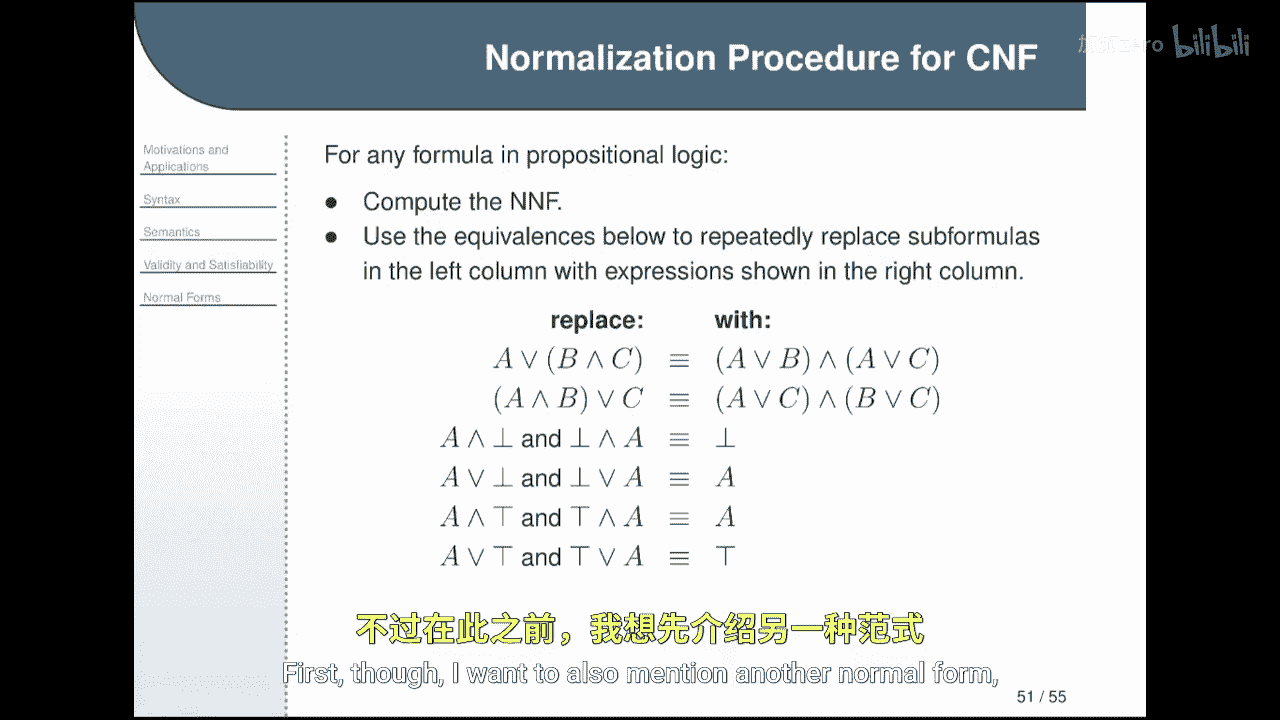 Normalization Procedure for CNF
bilibili
Motivations and
Applications
Syntax
Semantics
Validity and Satisfiability
Normal Forms
For any formula in propositional logic:
● Compute the NNF.
● Use the equivalences below to repeatedly replace subformulas
in the left column with expressions shown in the right column.
replace: with:
A ∨ (B ∧ C) ≡ (A ∨ B) ∧ (A ∨ C)
(A ∧ B) ∨ C ≡ (A ∨ C) ∧ (B ∨ C)
A ∧ ⊥ and ⊥ ∧ A ≡ ⊥
A ∨ ⊥ and ⊥ ∨ A ≡ A
A ∧ ⊤ and ⊤ ∧ A ≡ A
A ∨ ⊤ and ⊤ ∨ A ≡ ⊤
不过在此之前，我想先介绍另一种范式
First, though, I want to also mention another normal form,
51 / 55